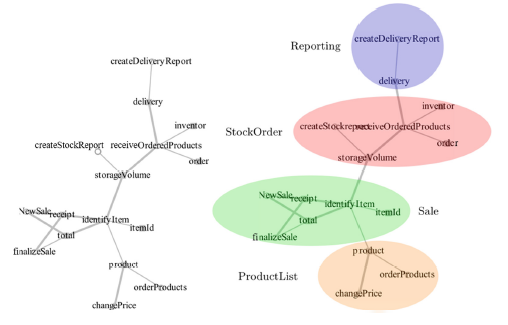 createDeliveryReport
delivery
inventor
createStockReport
receiveOrderedProducts
order
storageVolume
NewSale
receipt
identifyItem
itemId
total
finalizeSale
product
orderProducts
changePrice
createDeliveryReport
Reporting
delivery
inventor
createStockreport
receiveOrderedProducts
StockOrder
order
storageVolume
NewSale
receipt
identifyItem
itemId
Sale
total
finalizeSale
product
ProductList
orderProducts
changePrice